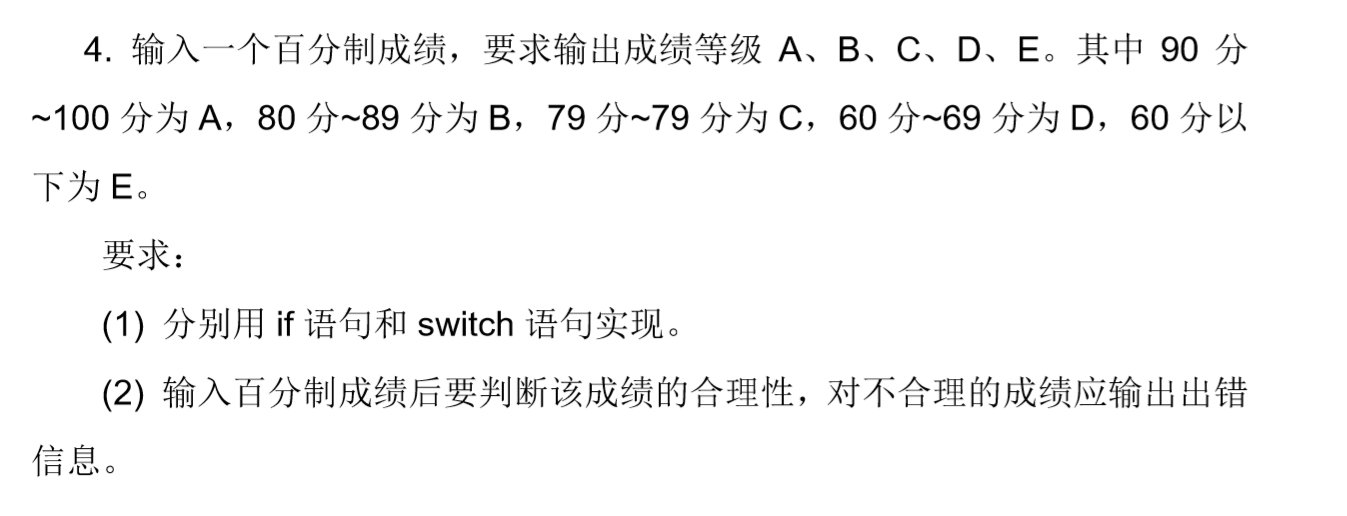 4. 输入一个百分制成绩，要求输出成绩等级 A、B、C、D、E。其中 90 分
~100 分为 A，80 分~89 分为 B，79 分~79 分为 C，60 分~69 分为 D，60 分以
下为 E。
要求：
(1) 分别用 if 语句和 switch 语句实现。
(2) 输入百分制成绩后要判断该成绩的合理性，对不合理的成绩应输出出错
信息。